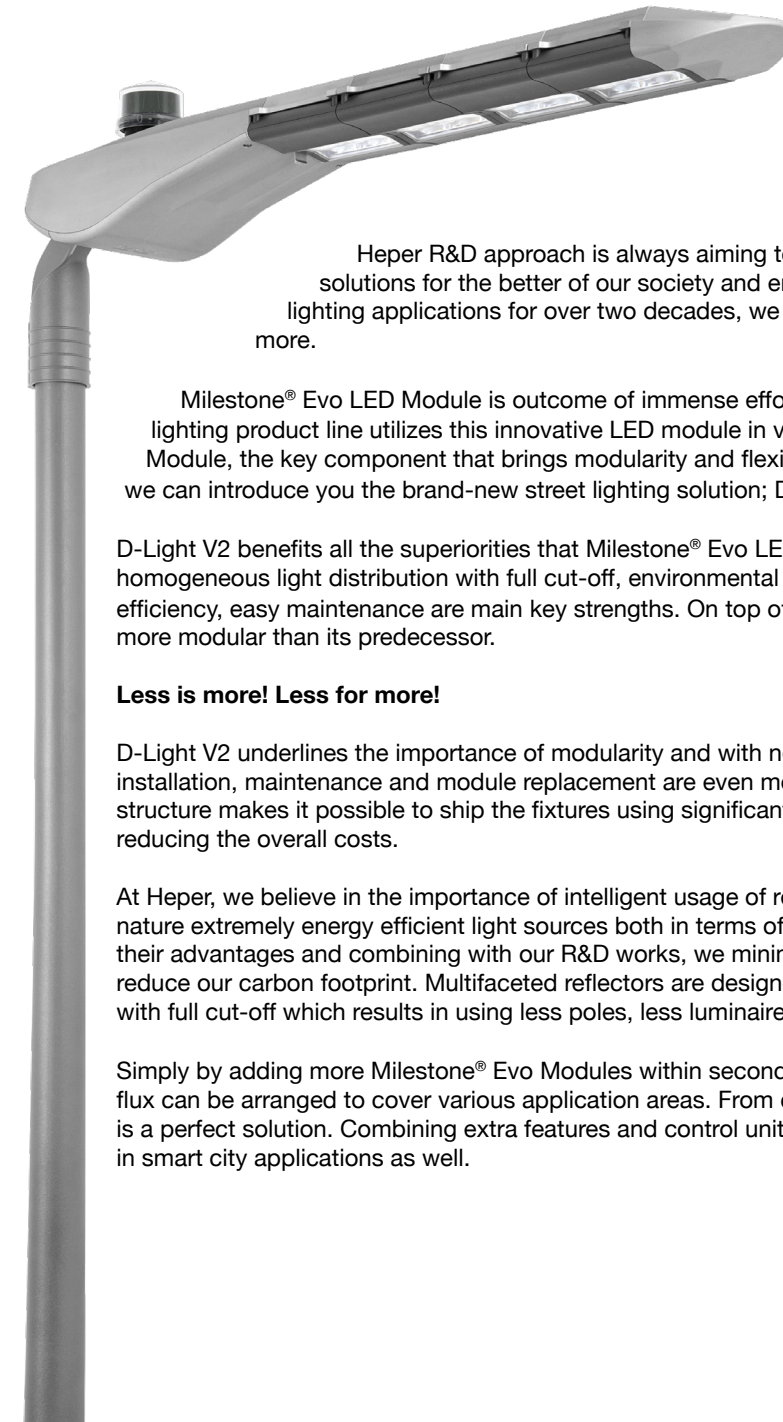 Heper R&D approach is always aiming to
solutions for the better of our society and
lighting applications for over two decades, we
more.
Milestone® Evo LED Module is outcome of immense
lighting product line utilizes this innovative LED module in
Module, the key component that brings modularity and
we can introduce you the brand-new street lighting solution;
D-Light V2 benefits all the superiorities that Milestone® Evo
homogeneous light distribution with full cut-off, environmental
efficiency, easy maintenance are main key strengths. On top of
more modular than its predecessor.
Less is more! Less for more!
D-Light V2 underlines the importance of modularity and with
installation, maintenance and module replacement are even
structure makes it possible to ship the fixtures using
reducing the overall costs.
At Heper, we believe in the importance of intelligent usage of
nature extremely energy efficient light sources both in terms of
their advantages and combining with our R&D works, we
reduce our carbon footprint. Multifaceted reflectors are
with full cut-off which results in using less poles, less
Simply by adding more Milestone® Evo Modules within
flux can be arranged to cover various application areas. From
is a perfect solution. Combining extra features and control
in smart city applications as well.